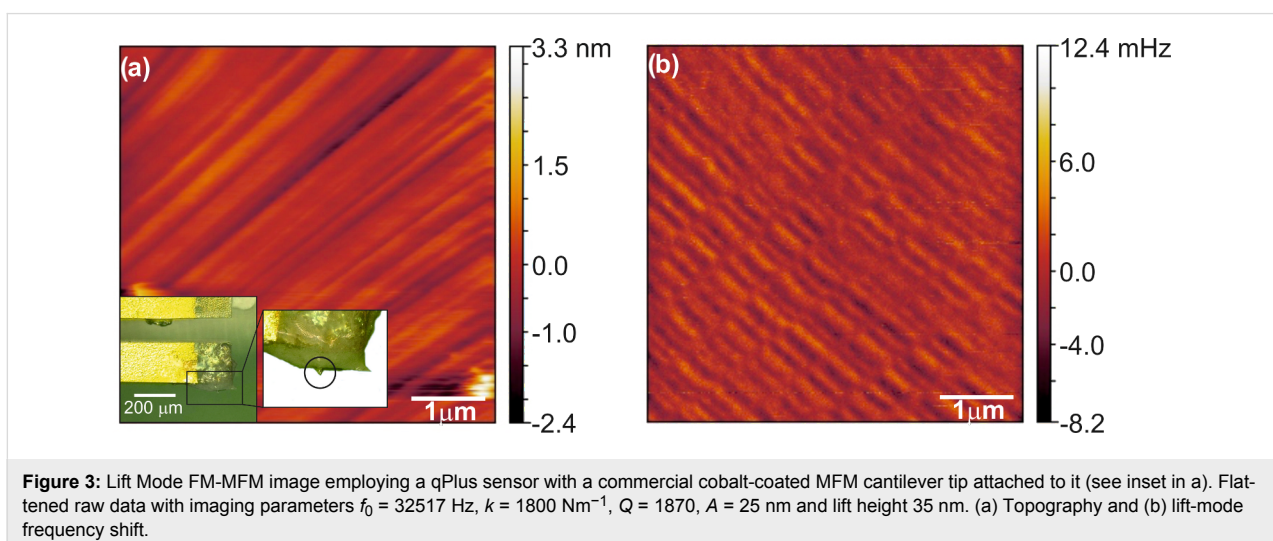 (a)
3.3 nm
1.5
0.0
-1.0
-2.4
200 μm
1μm
(b)
12.4 mHz
6.0
0.0
-4.0
-8.2
1μm
Figure 3: Lift Mode FM-MFM image employing a qPlus sensor with a commercial cobalt-coated MFM cantilever tip attached to it (see inset in a). Flat-
tened raw data with imaging parameters f₀ = 32517 Hz, k = 1800 Nm⁻¹, Q = 1870, A = 25 nm and lift height 35 nm. (a) Topography and (b) lift-mode
frequency shift.